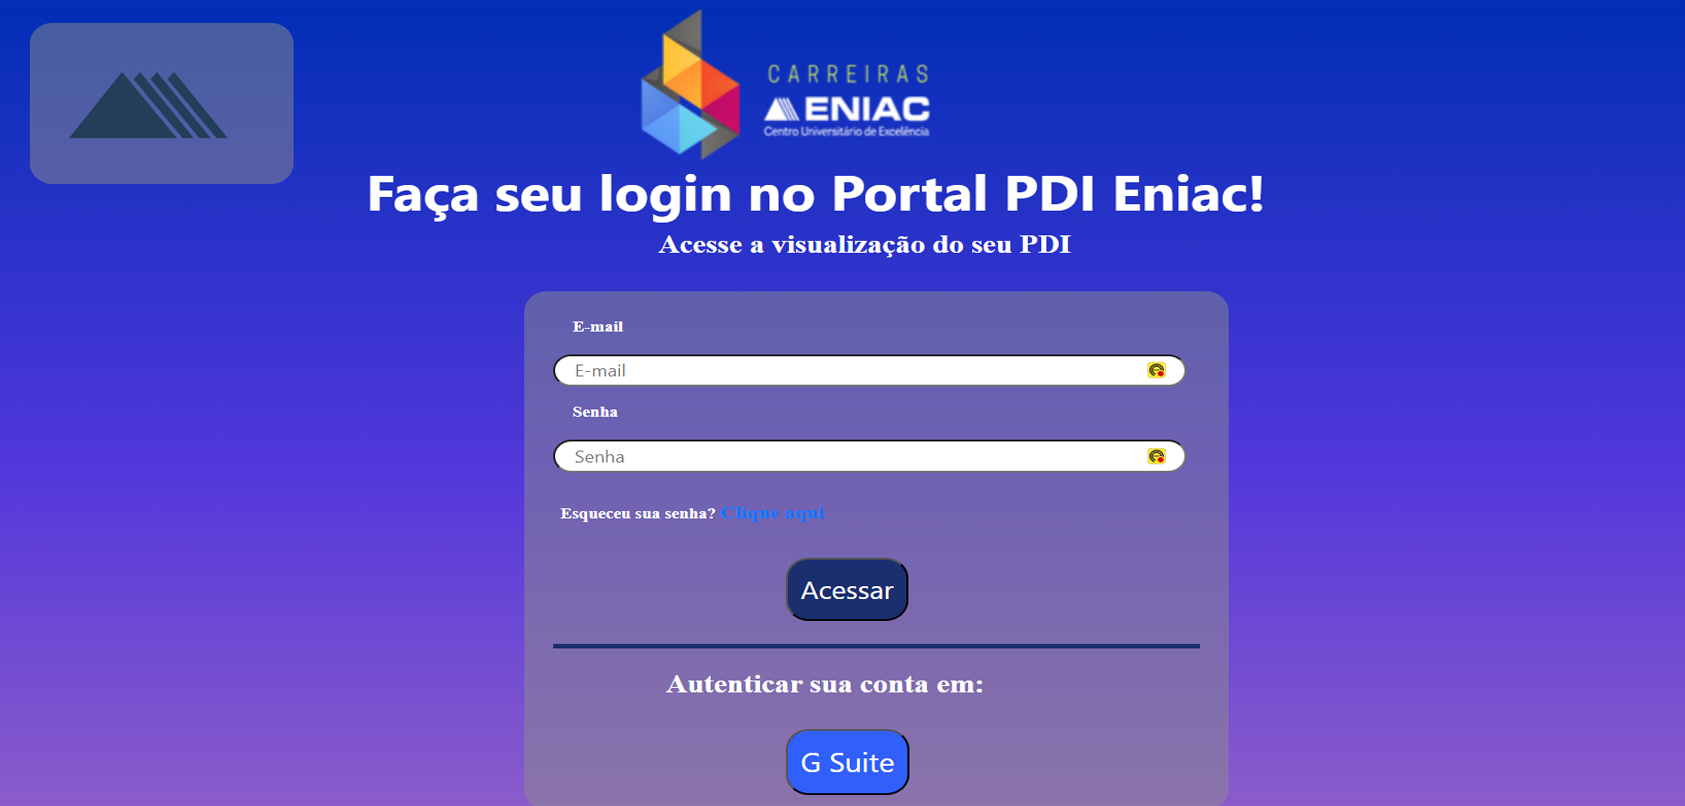 CARREIRAS
ENIAC
Centro Universitário de Excelência
Faça seu login no Portal PDI Eniac!
Acesse a visualização do seu PDI
E-mail
E-mail
Senha
Senha
Esqueceu sua senha? Clique aqui
Acessar
Autenticar sua conta em:
G Suite